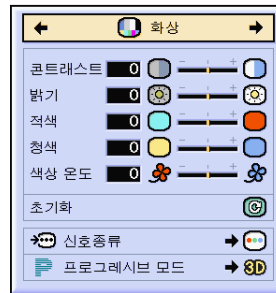 화상
콘트래스트 0 - +
밝기 0 - +
적색 0 - +
청색 0 - +
색상 온도 0 - +
초기화
신호종류
P 프로그레시브 모드 3D